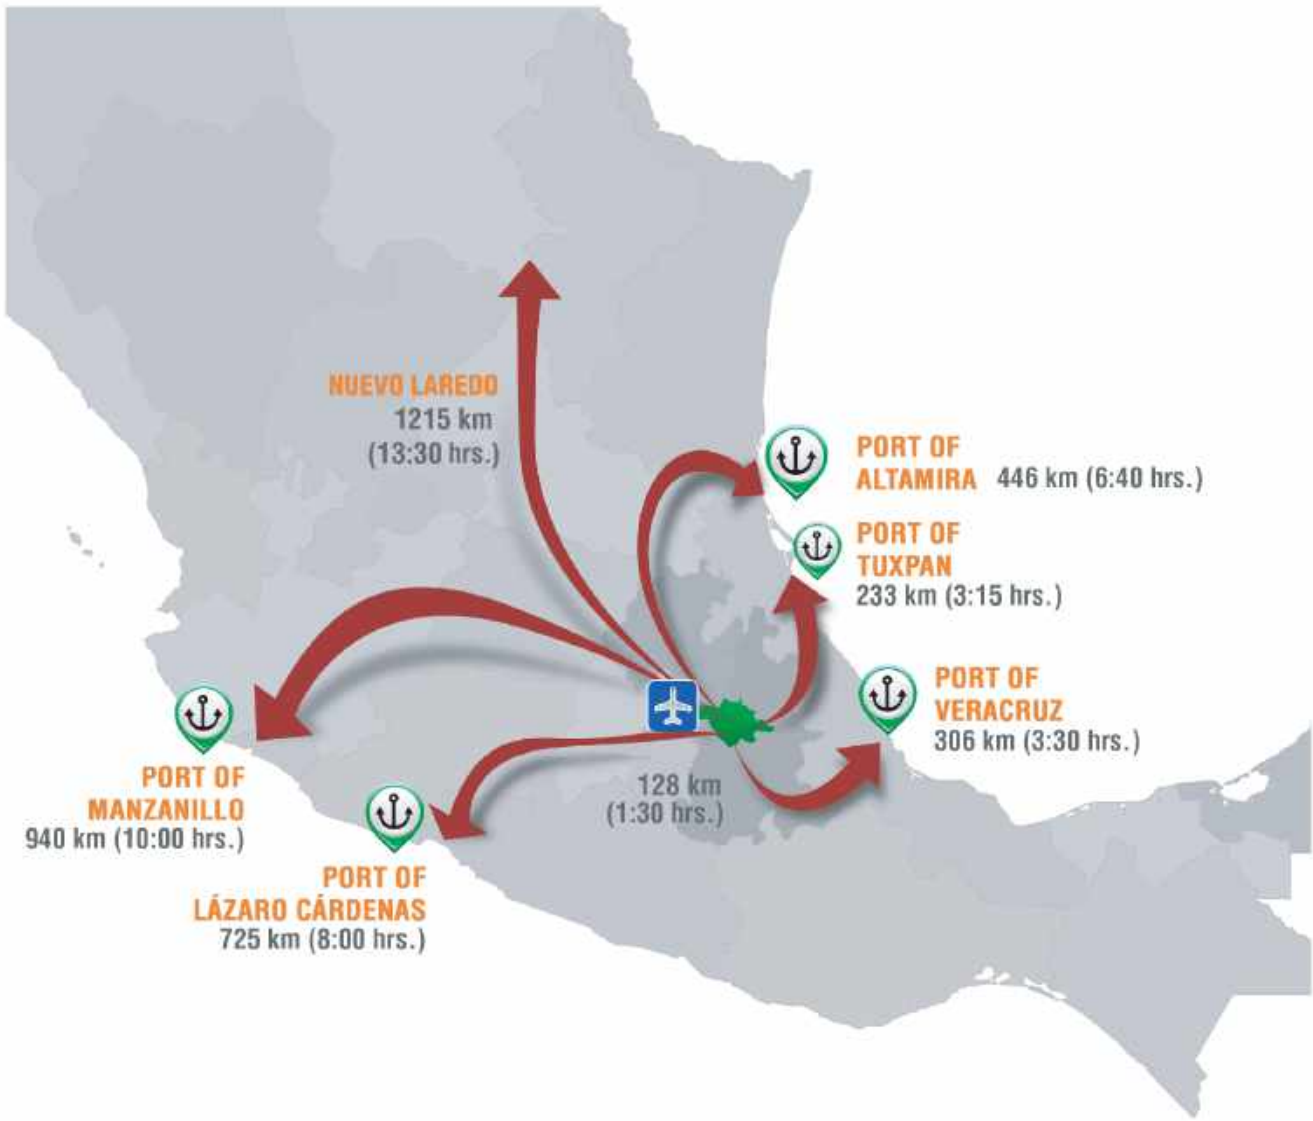 NUEVO LAREDO
1215 km
(13:30 hrs.)
PORT OF
ALTAMIRA 446 km (6:40 hrs.)
PORT OF
TUXPAN
233 km (3:15 hrs.)
PORT OF
VERACRUZ
306 km (3:30 hrs.)
PORT OF
MANZANILLO
940 km (10:00 hrs.)
128 km
(1:30 hrs.)
PORT OF
LÁZARO CÁRDENAS
725 km (8:00 hrs.)